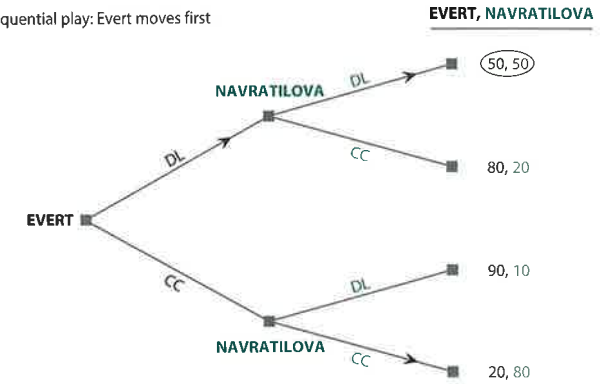 quential play: Evert moves first
EVERT, NAVRATILOVA
DL
50, 50
NAVRATILOVA
DL
CC
80, 20
EVERT
CC
DL
90, 10
NAVRATILOVA
CC
20, 80